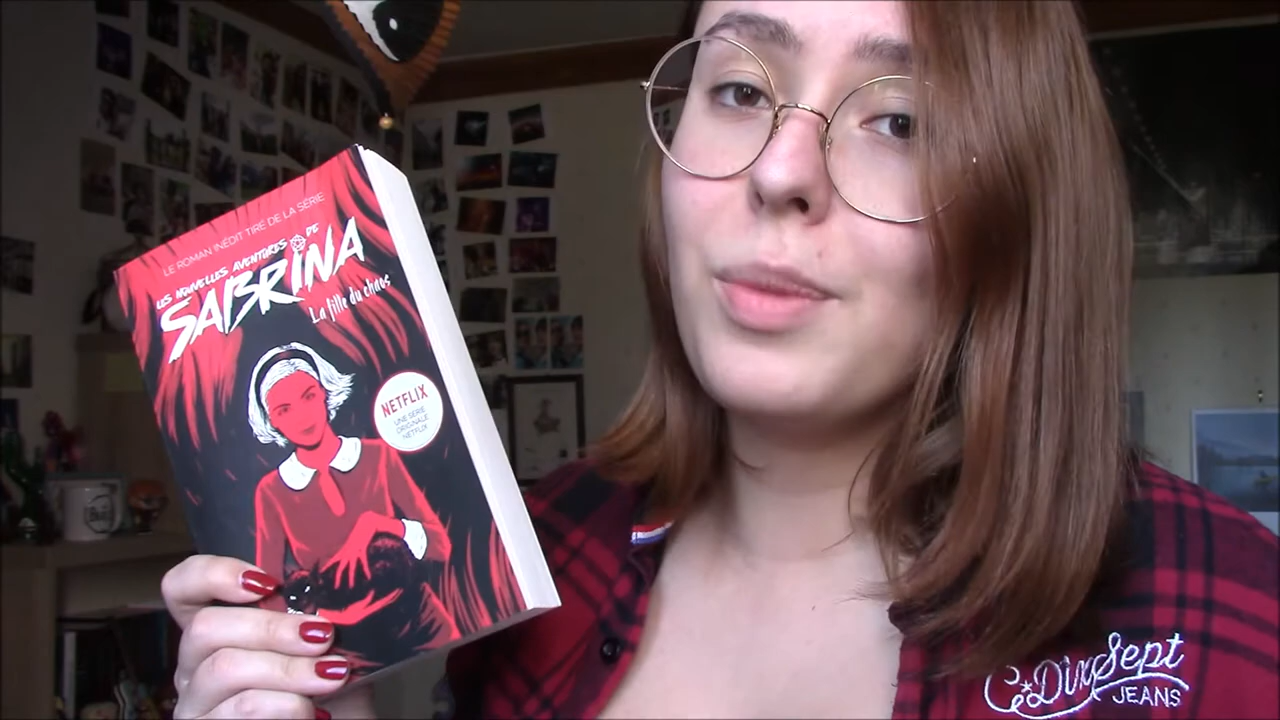 LE ROMAN INÉDIT TIRÉ DE LA SÉRIE
LES NOUVELLES AVENTURES DE
SABRINA
La fille du chaos
NETFLIX
UNE SÉRIE
ORIGINALE
NETFLIX
DixSept
JEANS